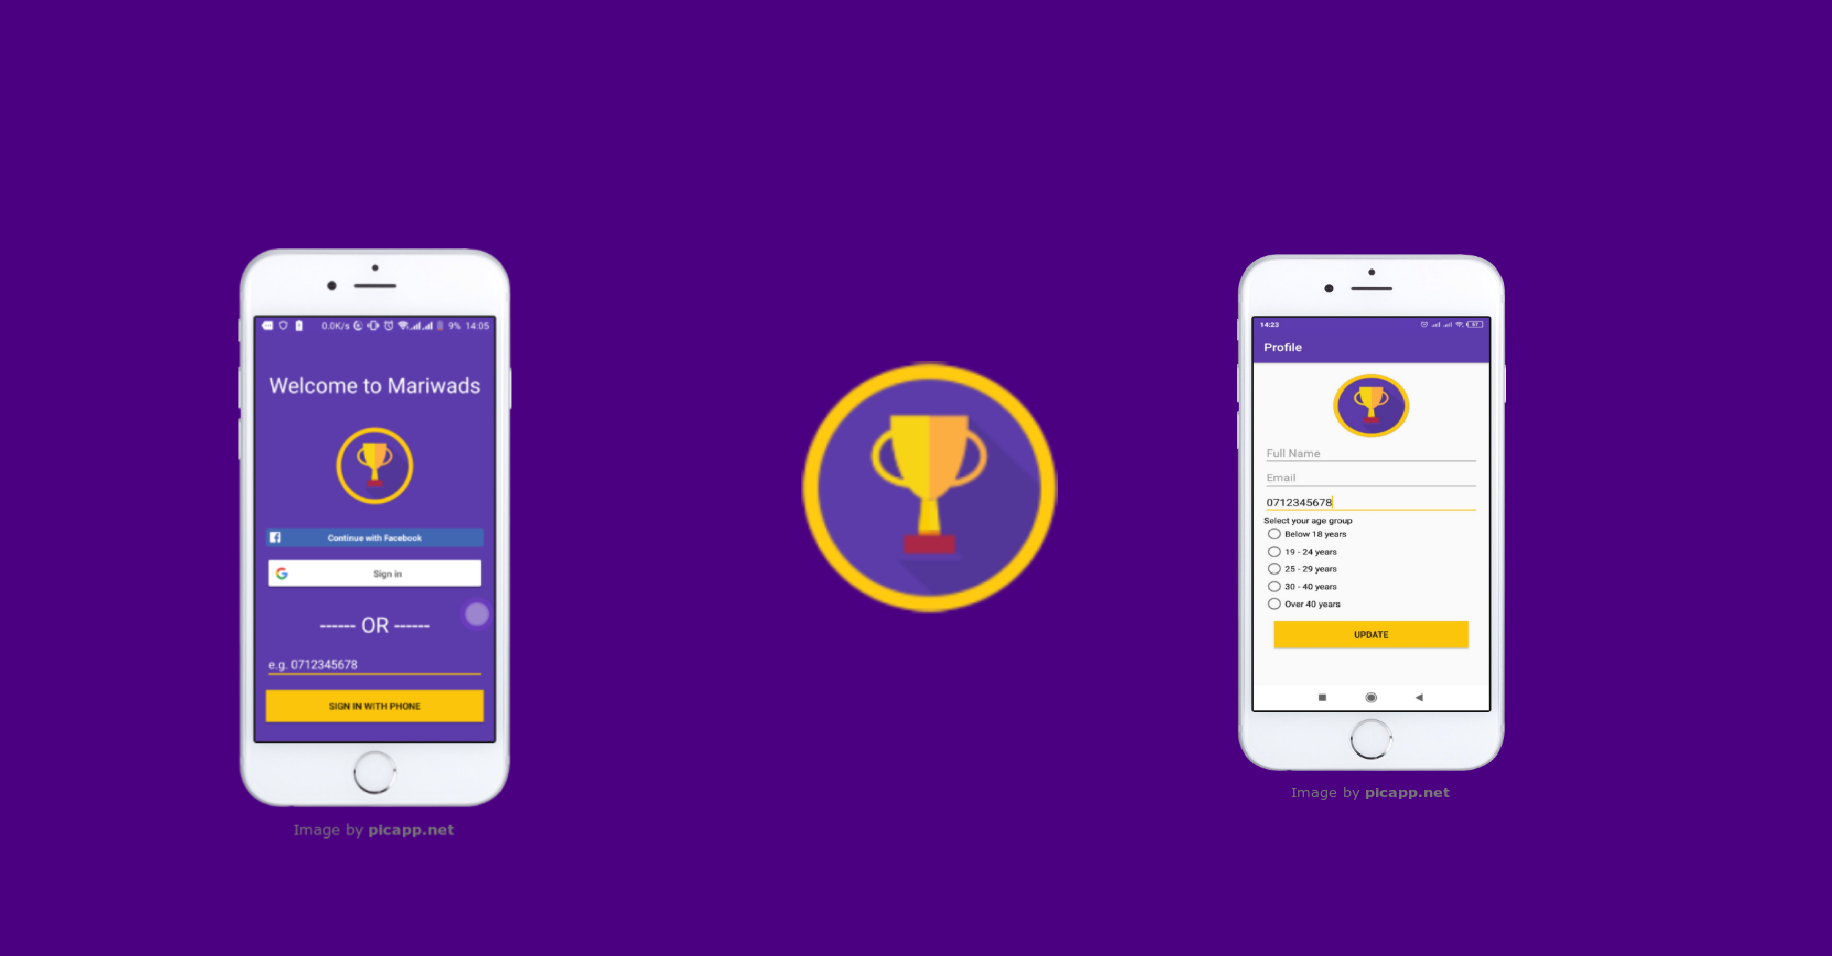 0.0K/s 9% 14:05
Welcome to Mariwads
Continue with Facebook
Sign in
------ OR ------
e.g. 0712345678
SIGN IN WITH PHONE
Image by picapp.net
14:23 57
Profile
Full Name
Email
0712345678
Select your age group
Below 18 years
19 - 24 years
25 - 29 years
30 - 40 years
Over 40 years
UPDATE
Image by picapp.net